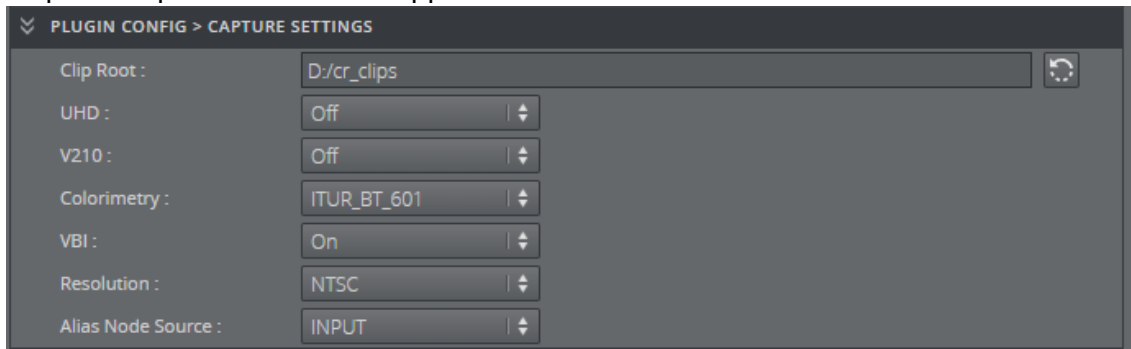 PLUGIN CONFIG > CAPTURE SETTINGS
Clip Root : D:/cr_clips
UHD : Off
V210 : Off
Colorimetry : ITUR_BT_601
VBI : On
Resolution : NTSC
Alias Node Source : INPUT